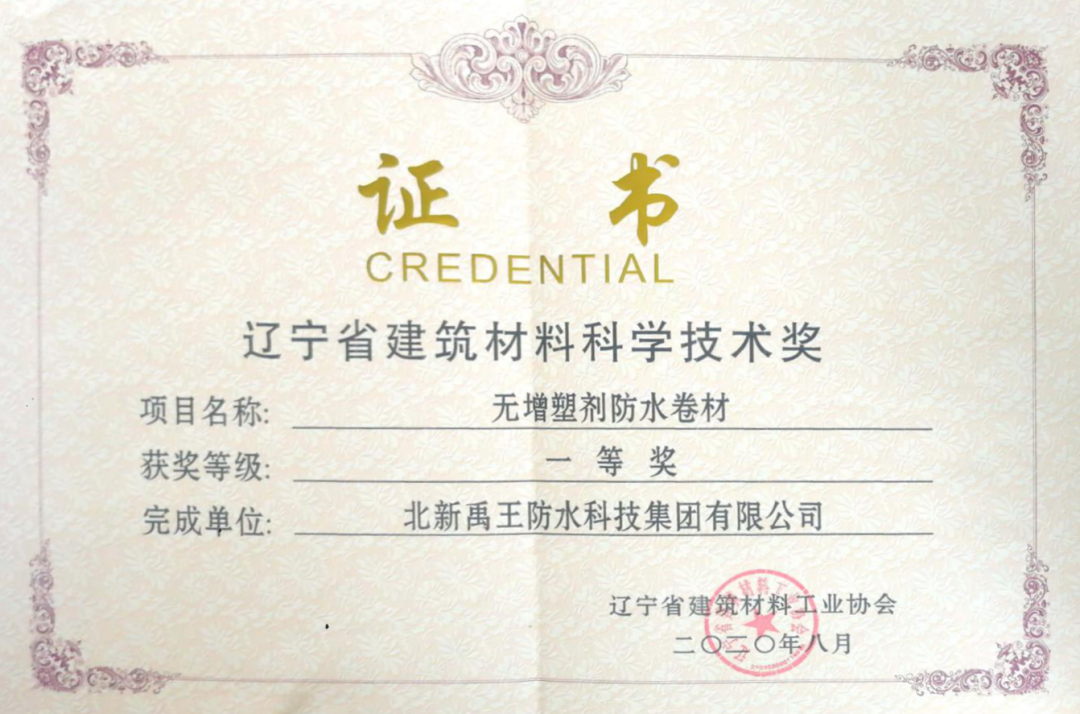 证 书
CREDENTIAL
辽宁省建筑材料科学技术奖
项目名称: 无增塑剂防水卷材
获奖等级: 一 等 奖
完成单位: 北新禹王防水科技集团有限公司
辽宁省建筑材料工业协会
二〇二〇年八月